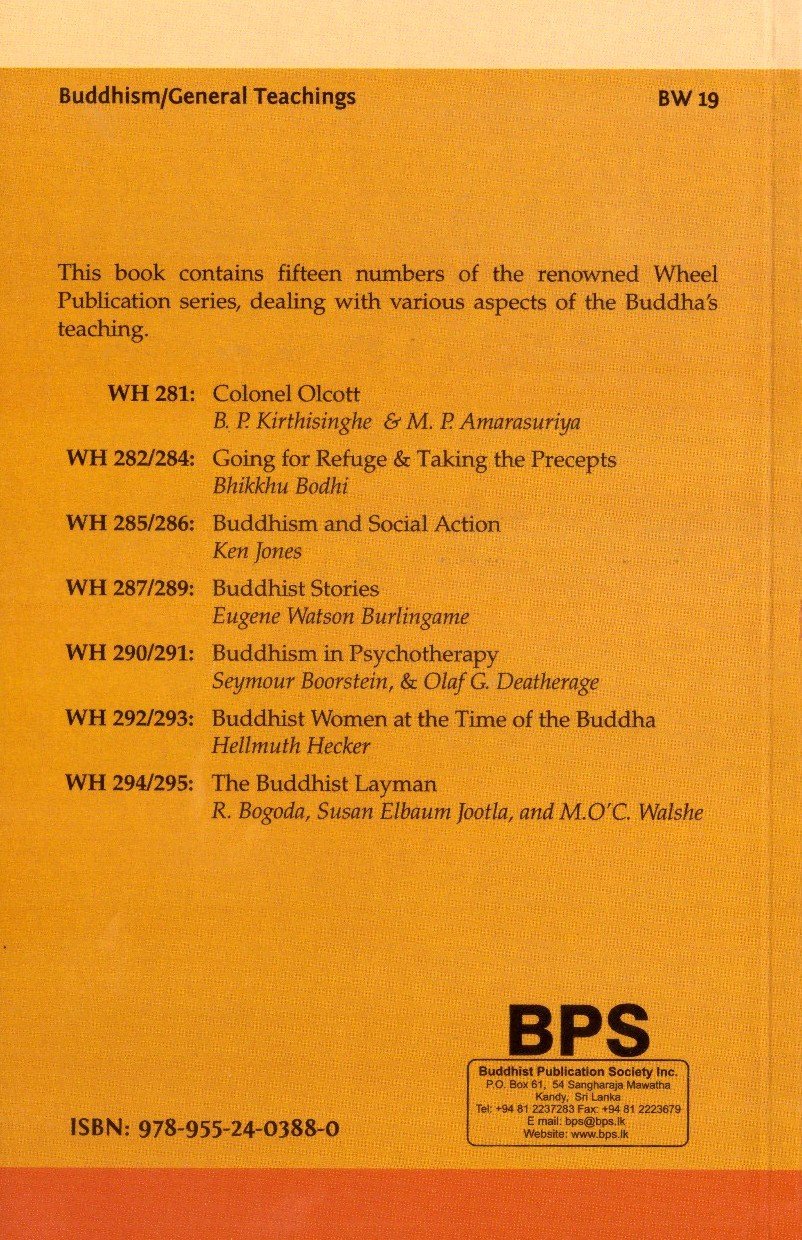 Buddhism/General Teachings BW 19
This book contains fifteen numbers of the renowned Wheel
Publication series, dealing with various aspects of the Buddha's
teaching.
WH 281: Colonel Olcott
B. P. Kirthisinghe & M. P. Amarasuriya
WH 282/284: Going for Refuge & Taking the Precepts
Bhikkhu Bodhi
WH 285/286: Buddhism and Social Action
Ken Jones
WH 287/289: Buddhist Stories
Eugene Watson Burlingame
WH 290/291: Buddhism in Psychotherapy
Seymour Boorstein, & Olaf G. Deatherage
WH 292/293: Buddhist Women at the Time of the Buddha
Hellmuth Hecker
WH 294/295: The Buddhist Layman
R. Bogoda, Susan Elbaum Jootla, and M.O'C. Walshe
BPS
Buddhist Publication Society Inc.
P.O. Box 61, 54 Sangharaja Mawatha
Kandy, Sri Lanka
Tel: +94 81 2237283 Fax: +94 81 2223679
E mail: bps@bps.lk
Website: www.bps.lk
ISBN: 978-955-24-0388-0